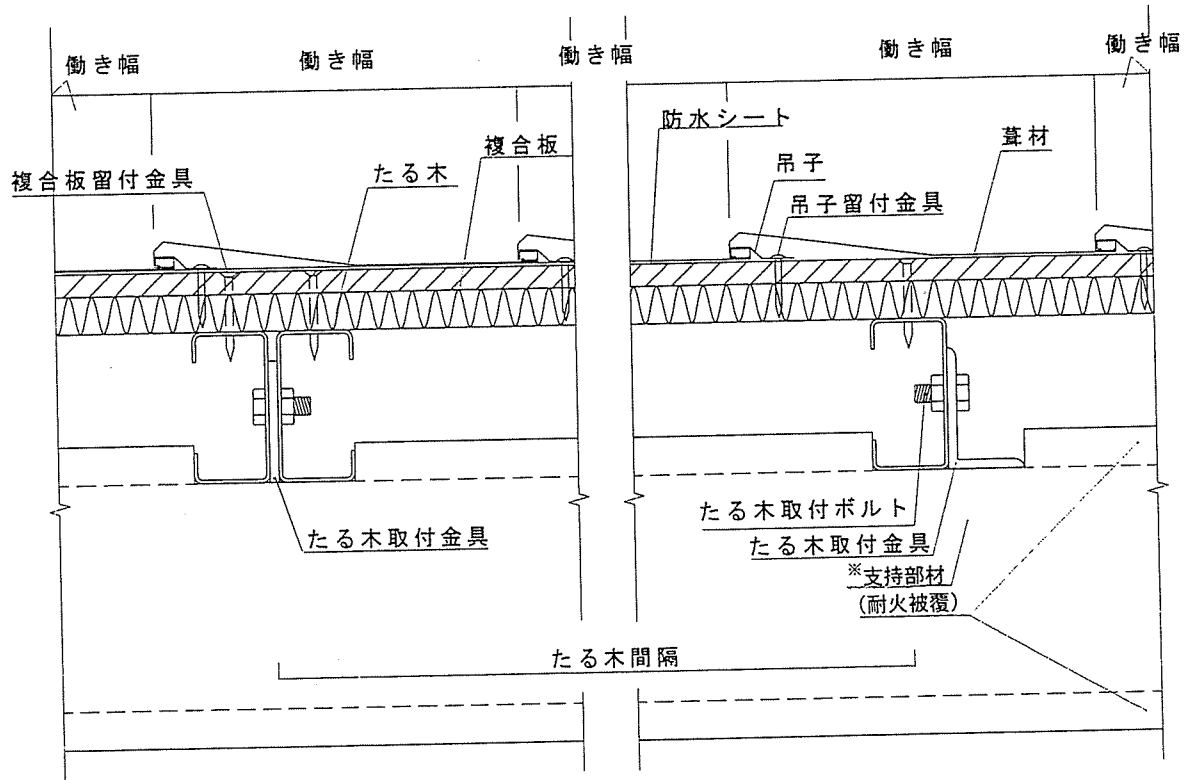 働き幅
働き幅
働き幅
働き幅
働き幅
防水シート
複合板
葺材
複合板留付金具
たる木
吊子
吊子留付金具
たる木取付ボルト
たる木取付金具
たる木取付金具
※支持部材
(耐火被覆)
たる木間隔